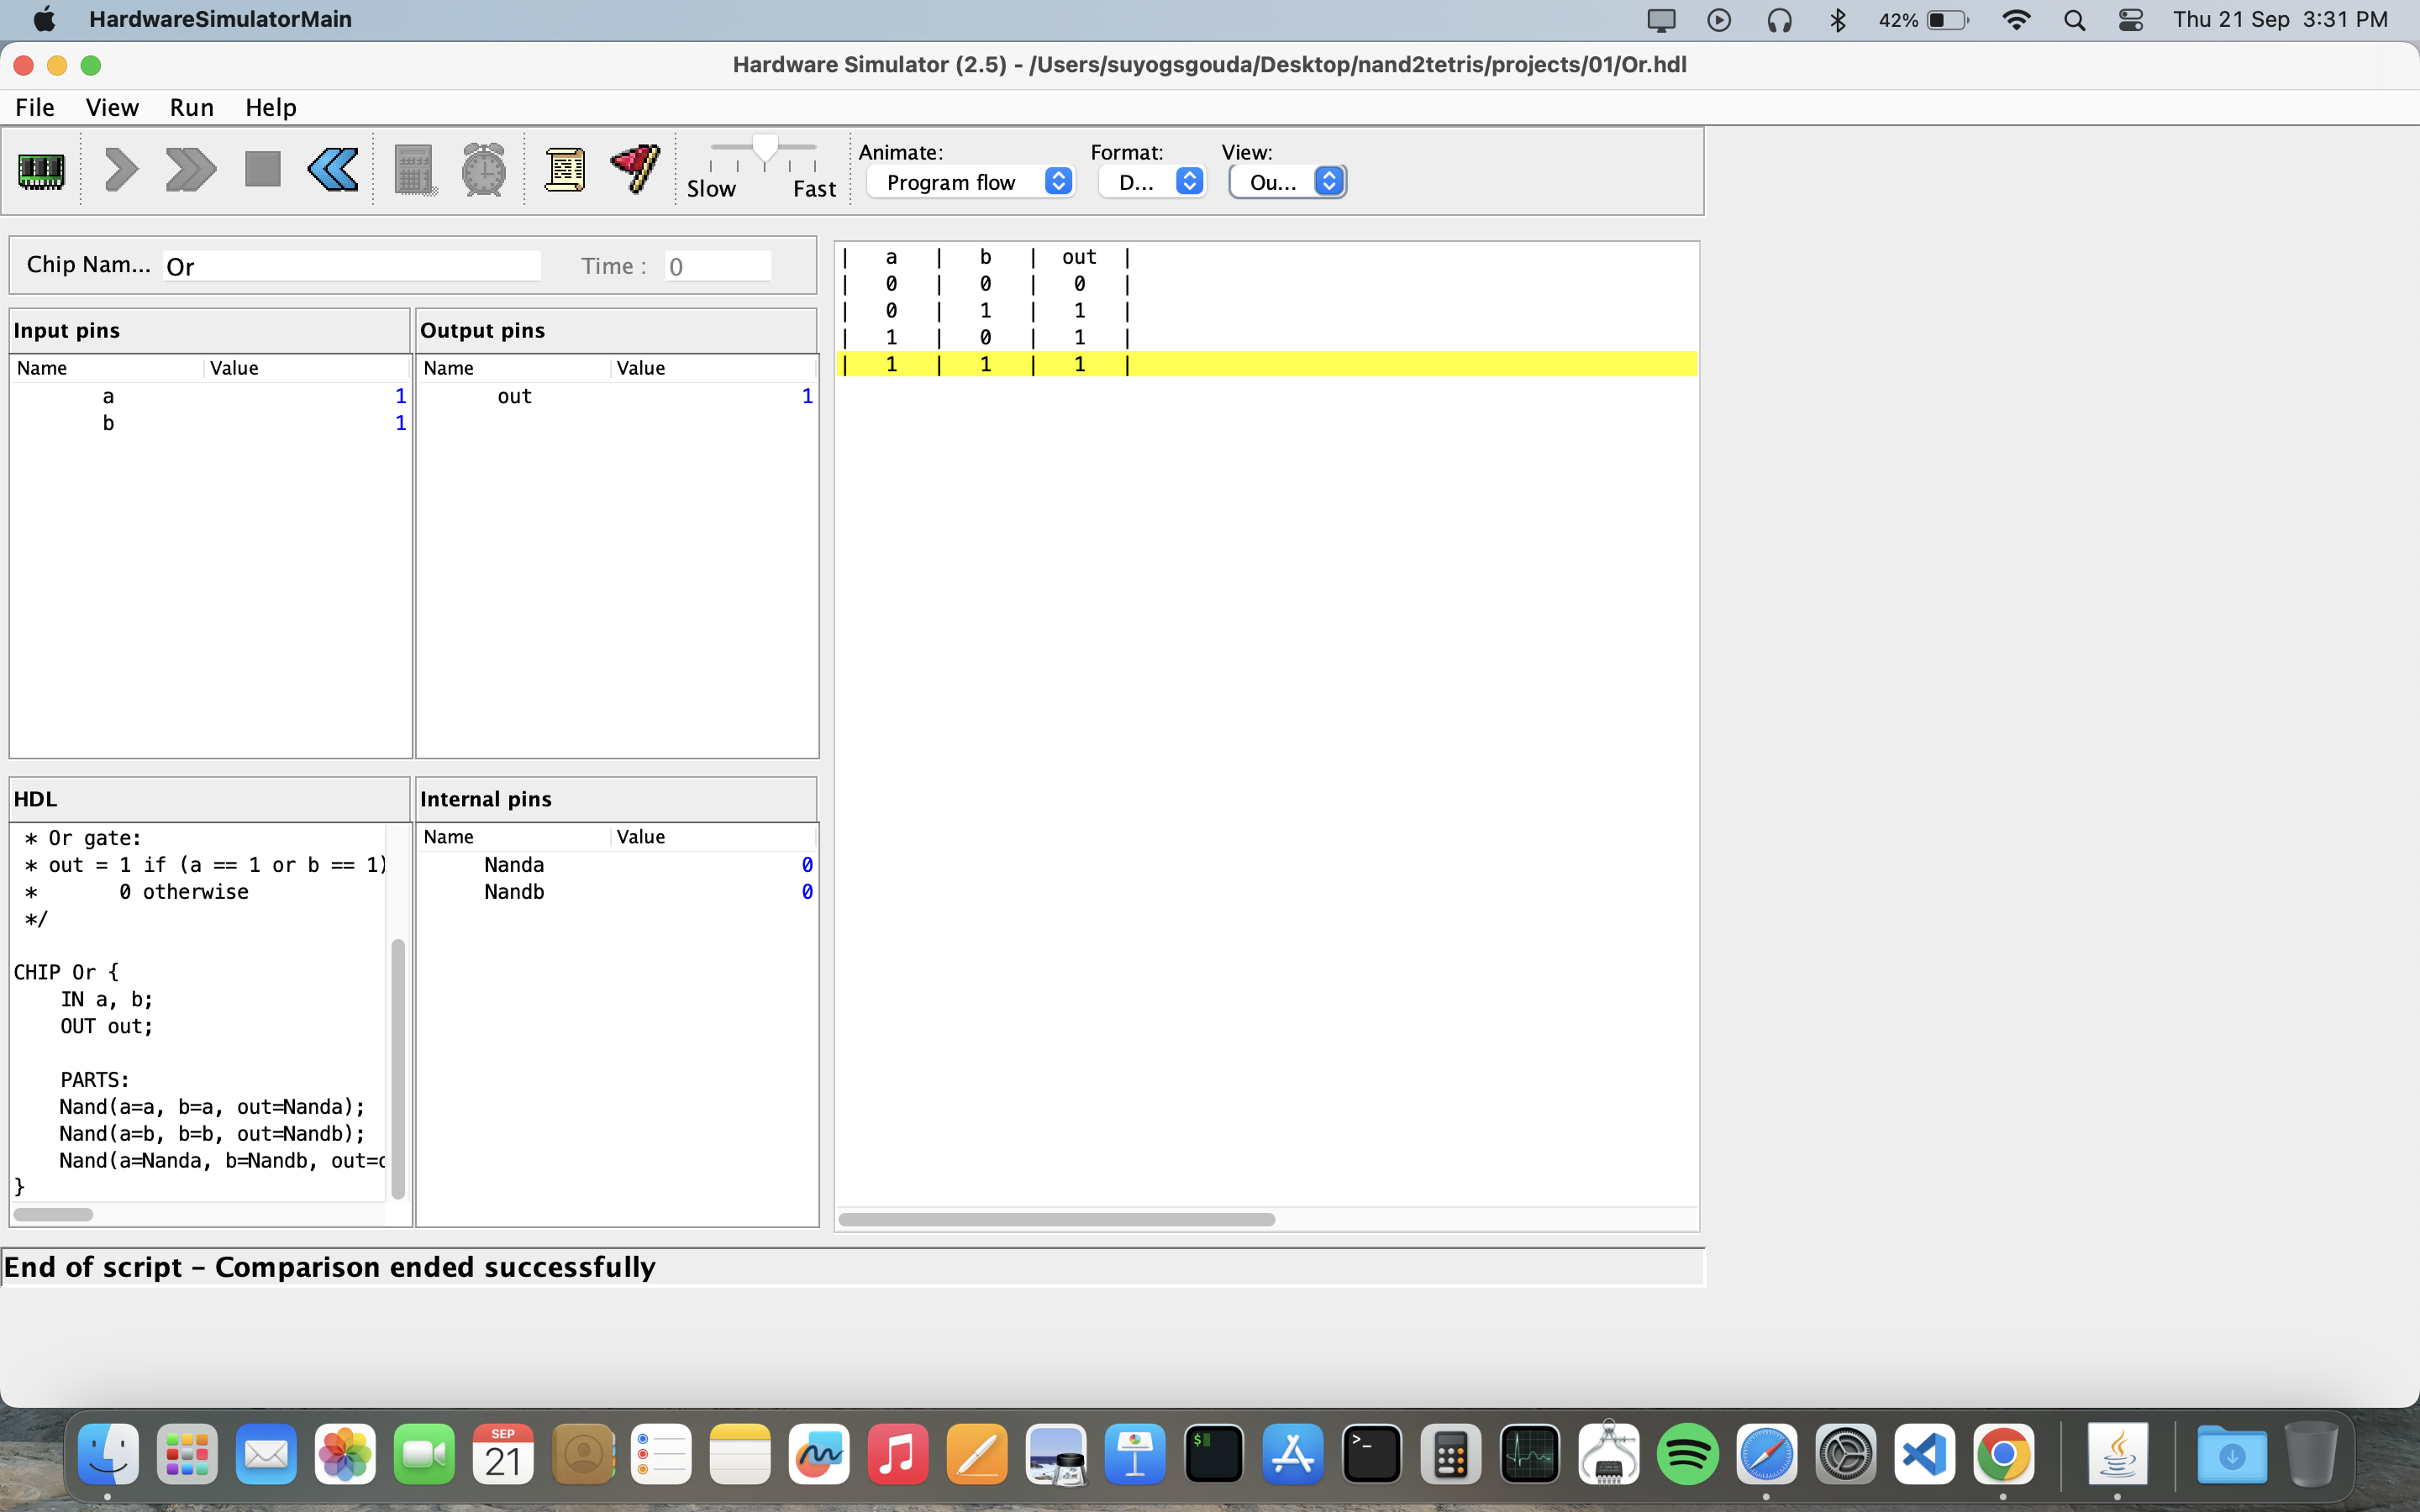 HardwareSimulatorMain 42% Thu 21 Sep 3:31 PM
Hardware Simulator (2.5) - /Users/suyogsgouda/Desktop/nand2tetris/projects/01/Or.hdl
File View Run Help
Animate: Format: View:
Slow Fast Program flow D... Ou...
Chip Nam... Or Time : 0
| a | b | out |
| 0 | 0 | 0 |
| 0 | 1 | 1 |
| 1 | 0 | 1 |
| 1 | 1 | 1 |
Input pins
Name Value
a 1
b 1
Output pins
Name Value
out 1
HDL
* Or gate:
* out = 1 if (a == 1 or b == 1)
* 0 otherwise
*/
CHIP Or {
IN a, b;
OUT out;
PARTS:
Nand(a=a, b=a, out=Nanda);
Nand(a=b, b=b, out=Nandb);
Nand(a=Nanda, b=Nandb, out=
}
Internal pins
Name Value
Nanda 0
Nandb 0
End of script - Comparison ended successfully
SEP
21
$
>_